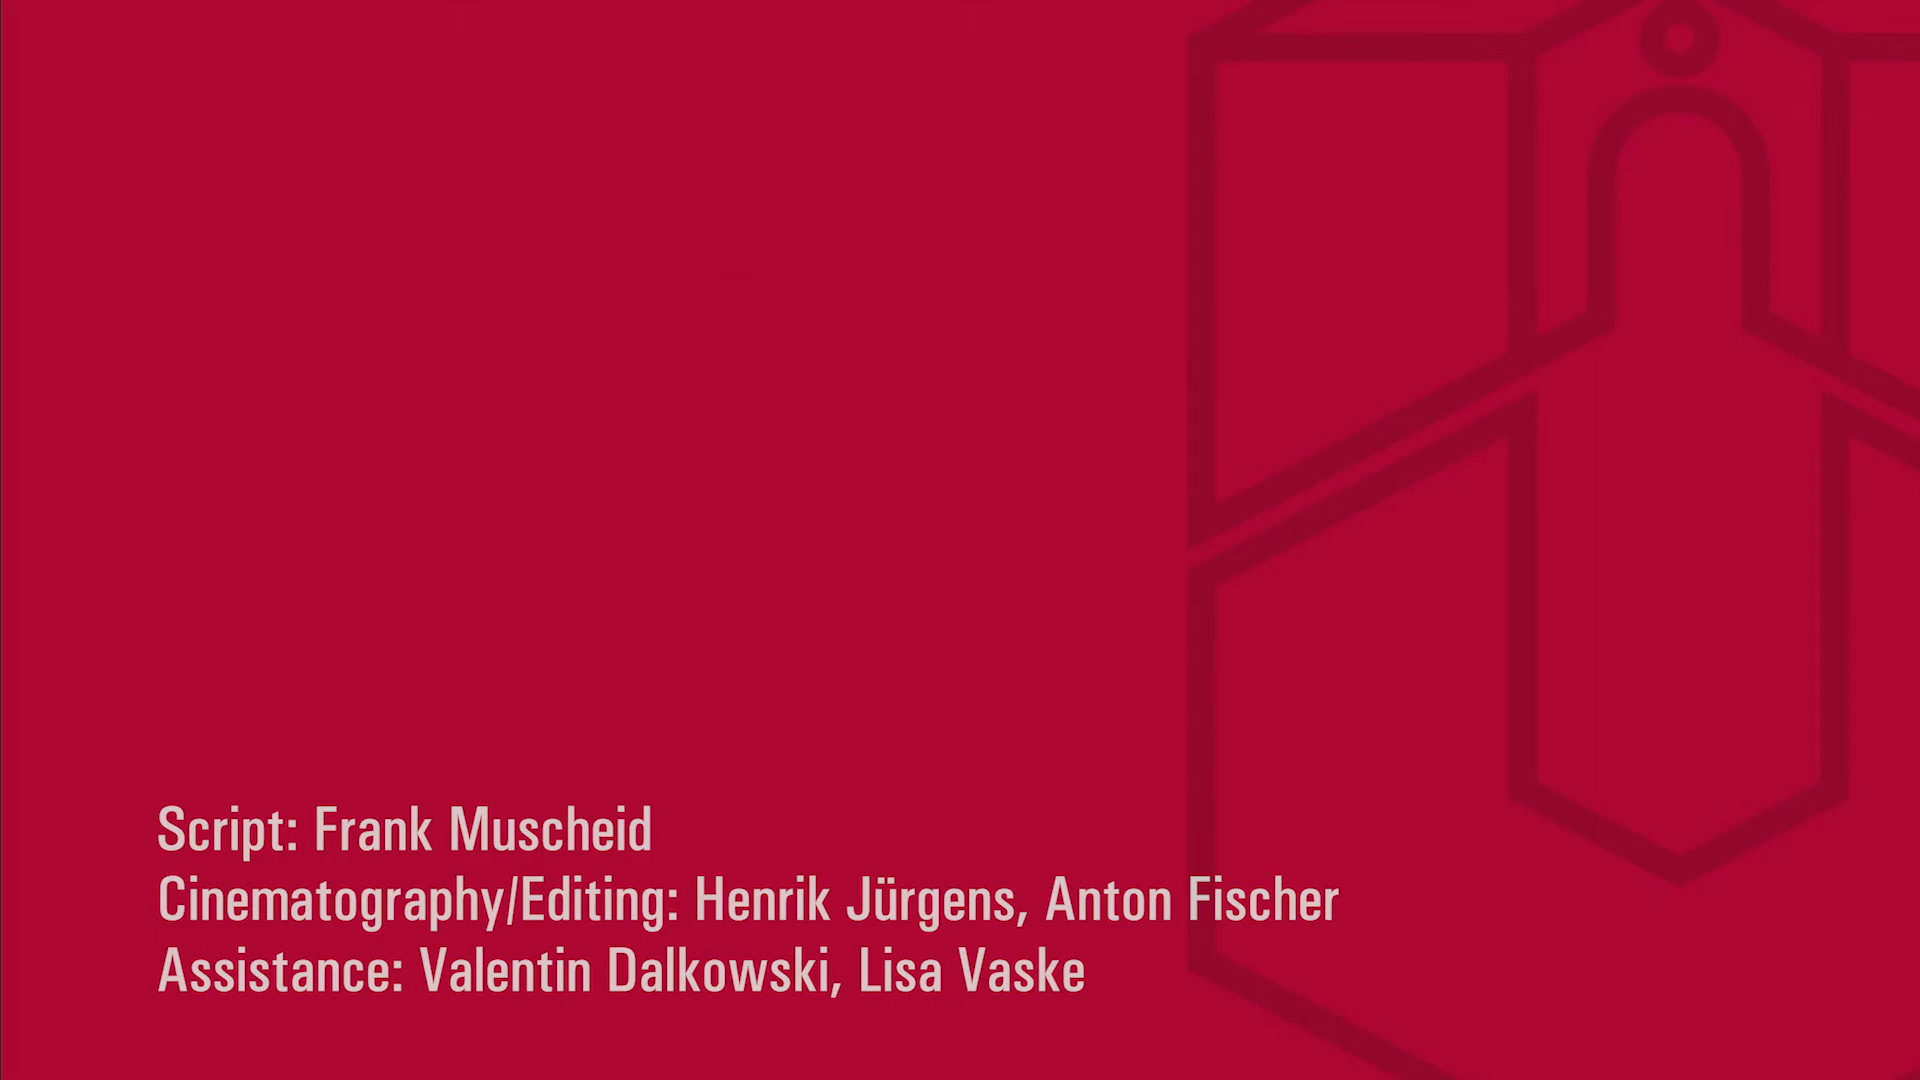 Script: Frank Muscheid
Cinematography/Editing: Henrik Jürgens, Anton Fischer
Assistance: Valentin Dalkowski, Lisa Vaske